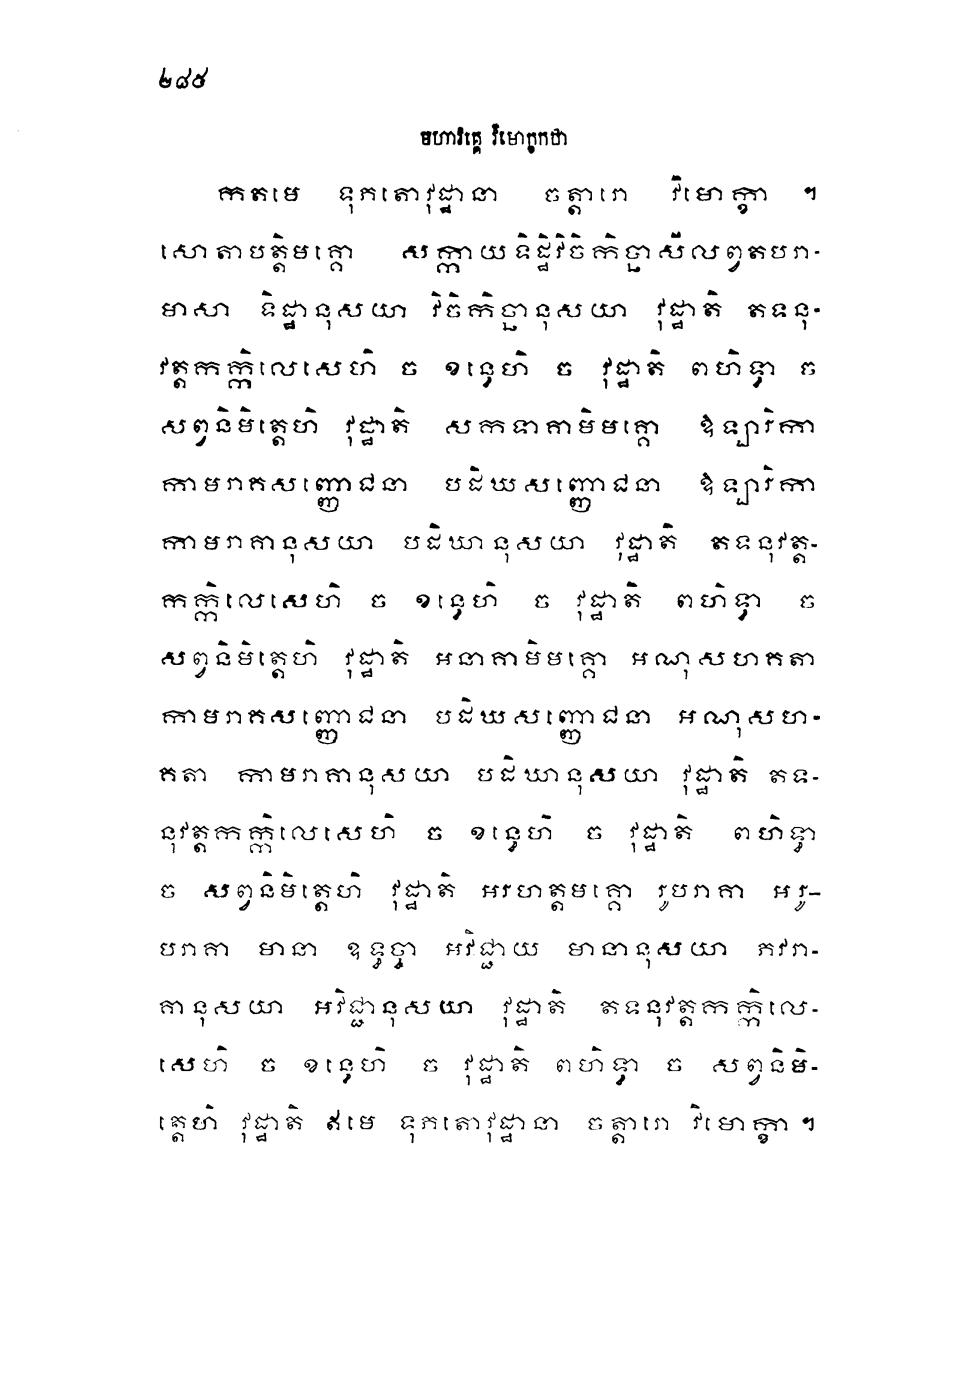 ២៨៤
មហាវគ្គេ វិមោក្ខកថា
កតមេ ទុកតោវុដ្ឋានា ចត្តារោ វិមោក្ខា ។
សោតាបត្តិមគ្គោ សក្កាយទិដ្ឋិវិចិកិច្ឆាសីលព្វតបរា-
មាសា ទិដ្ឋានុសយា វិចិកិច្ឆានុសយា វុដ្ឋាតិ តទនុ-
វត្តកក្កិលេសេហិ ច ខន្ធេហិ ច វុដ្ឋាតិ ពហិទ្ធា ច
សព្វនិមិត្តេហិ វុដ្ឋាតិ សកទាគាមិមគ្គោ ឱឡារិកា
កាមរាគសញ្ញោជនា បដិឃសញ្ញោជនា ឱឡារិកា
កាមរាគានុសយា បដិឃានុសយា វុដ្ឋាតិ តទនុវត្ត-
កក្កិលេសេហិ ច ខន្ធេហិ ច វុដ្ឋាតិ ពហិទ្ធា ច
សព្វនិមិត្តេហិ វុដ្ឋាតិ អនាគាមិមគ្គោ អណុសហគតា
កាមរាគសញ្ញោជនា បដិឃសញ្ញោជនា អណុសហ-
គតា កាមរាគានុសយា បដិឃានុសយា វុដ្ឋាតិ តទ-
នុវត្តកក្កិលេសេហិ ច ខន្ធេហិ ច វុដ្ឋាតិ ពហិទ្ធា
ច សព្វនិមិត្តេហិ វុដ្ឋាតិ អរហត្តមគ្គោ រូបរាគា អរូ-
បរាគា មានា ឧទ្ធច្ចា អវិជ្ជាយ មានានុសយា ភវរា-
គានុសយា អវិជ្ជានុសយា វុដ្ឋាតិ តទនុវត្តកក្កិលេ-
សេហិ ច ខន្ធេហិ ច វុដ្ឋាតិ ពហិទ្ធា ច សព្វនិមិ-
ត្តេហិ វុដ្ឋាតិ ឥមេ ទុកតោវុដ្ឋានា ចត្តារោ វិមោក្ខា ។